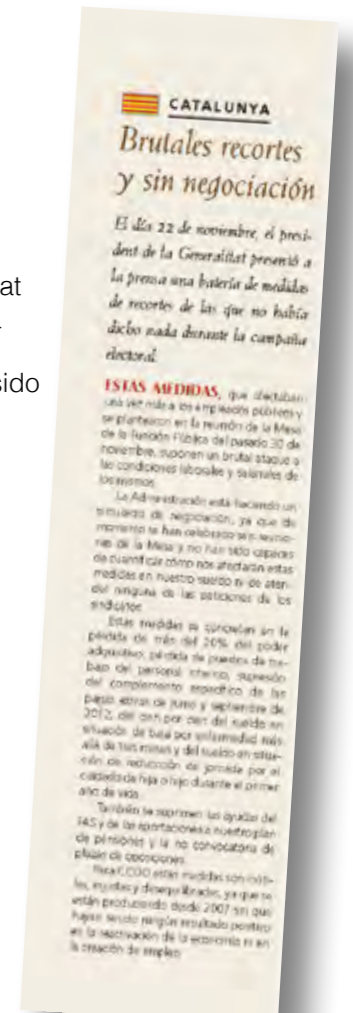 CATALUNYA
Brutales recortes
y sin negociación
El día 22 de noviembre, el presi-
dent de la Generalitat presentó a
la prensa una batería de medidas
de recortes de las que no había
dicho nada durante la campaña
electoral.
ESTAS MEDIDAS, que afectaban
una vez más a los empleados públicos y
se plantearon en la reunión de la Mesa
de la Función Pública del pasado 30 de
noviembre, suponen un brutal ataque a
las condiciones laborales y salariales de
los mismos.
La Administración está haciendo un
simulacro de negociación, ya que de
momento se han celebrado seis reunio-
nes de la Mesa y no han sido capaces
de cuantificar cómo nos afectarán estas
medidas en nuestro sueldo ni de aten-
der ninguna de las peticiones de los
sindicatos.
Estas medidas se concretan en la
pérdida de más del 20% del poder
adquisitivo, pérdida de puestos de tra-
bajo del personal interino, supresión
del complemento específico de las
pagas extras de junio y septiembre de
2012, del cien por cien del sueldo en
situación de baja por enfermedad más
allá de tres meses y del sueldo en situa-
ción de reducción de jornada por el
cuidado de hija o hijo durante el primer
año de vida.
También se suprimen las ayudas del
FAS y de las aportaciones a nuestro plan
de pensiones y la no convocatoria de
plazas de oposiciones.
Para CCOO estas medidas son inúti-
les, injustas y desequilibradas, ya que se
están produciendo desde 2007 sin que
hayan tenido ningún resultado positivo
en la reactivación de la economía ni en
la creación de empleo.
at
sido